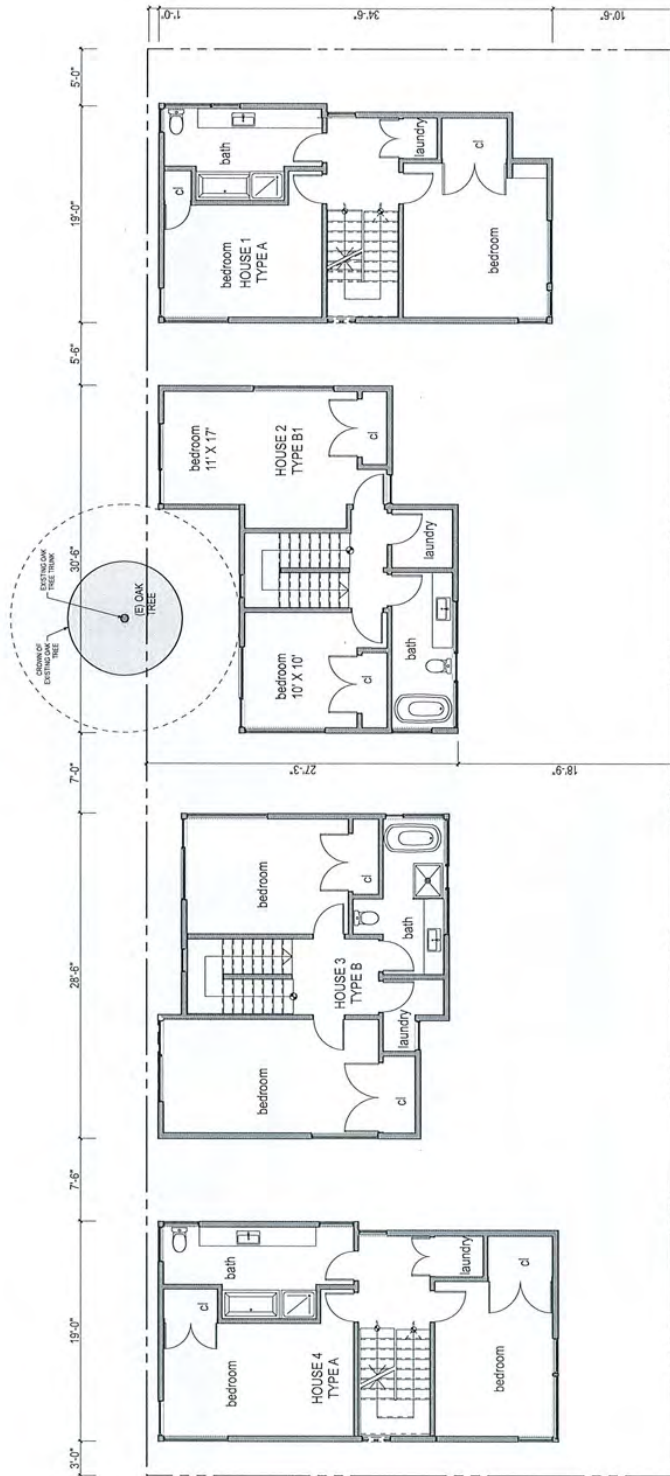 3'-0"
19'-0"
7'-6"
28'-6"
7'-0"
30'-6"
5'-6"
19'-0"
5'-0"
1'-0"
34'-6"
10'-6"
27'-3"
18'-9"
bedroom
HOUSE 4
TYPE A
cl
bath
bedroom
laundry
cl
bedroom
cl
HOUSE 3
TYPE B
laundry
bath
bedroom
cl
CROWN OF
EXISTING OAK
TREE
EXISTING OAK
TREE TRUNK
(E) OAK
TREE
bedroom
10' X 10'
cl
bath
laundry
bedroom
11' X 17'
HOUSE 2
TYPE B1
cl
bedroom
HOUSE 1
TYPE A
cl
bath
bedroom
laundry
cl